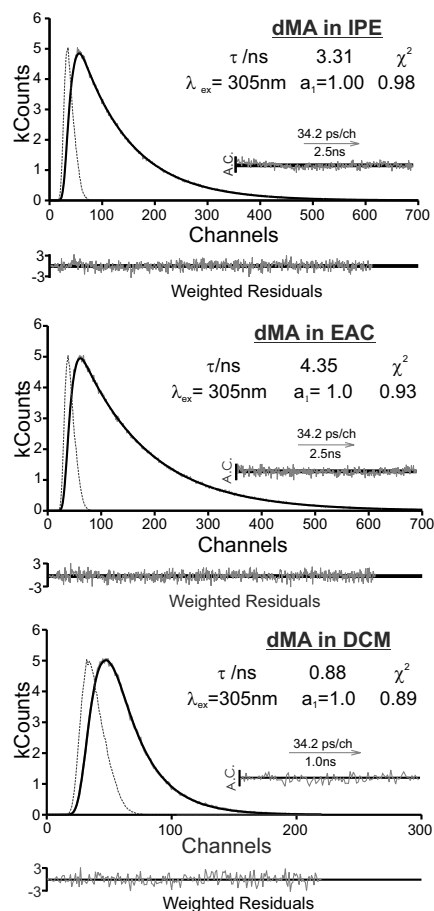 dMA in IPE
τ /ns 3.31 χ²
λ ex= 305nm a₁=1.00 0.98
kCounts
6
5
4
3
2
1
0
A.C.
34.2 ps/ch
2.5ns
0 100 200 300 400 500 600 700
Channels
3
-3
Weighted Residuals
dMA in EAC
τ/ns 4.35 χ²
λex= 305nm a₁= 1.0 0.93
kCounts
6
5
4
3
2
1
0
A.C.
34.2 ps/ch
2.5ns
0 100 200 300 400 500 600 700
Channels
3
-3
Weighted Residuals
dMA in DCM
τ /ns 0.88 χ²
λex=305nm a₁=1.0 0.89
kCounts
6
5
4
3
2
1
0
A.C.
34.2 ps/ch
1.0ns
0 100 200 300
Channels
3
-3
Weighted Residuals